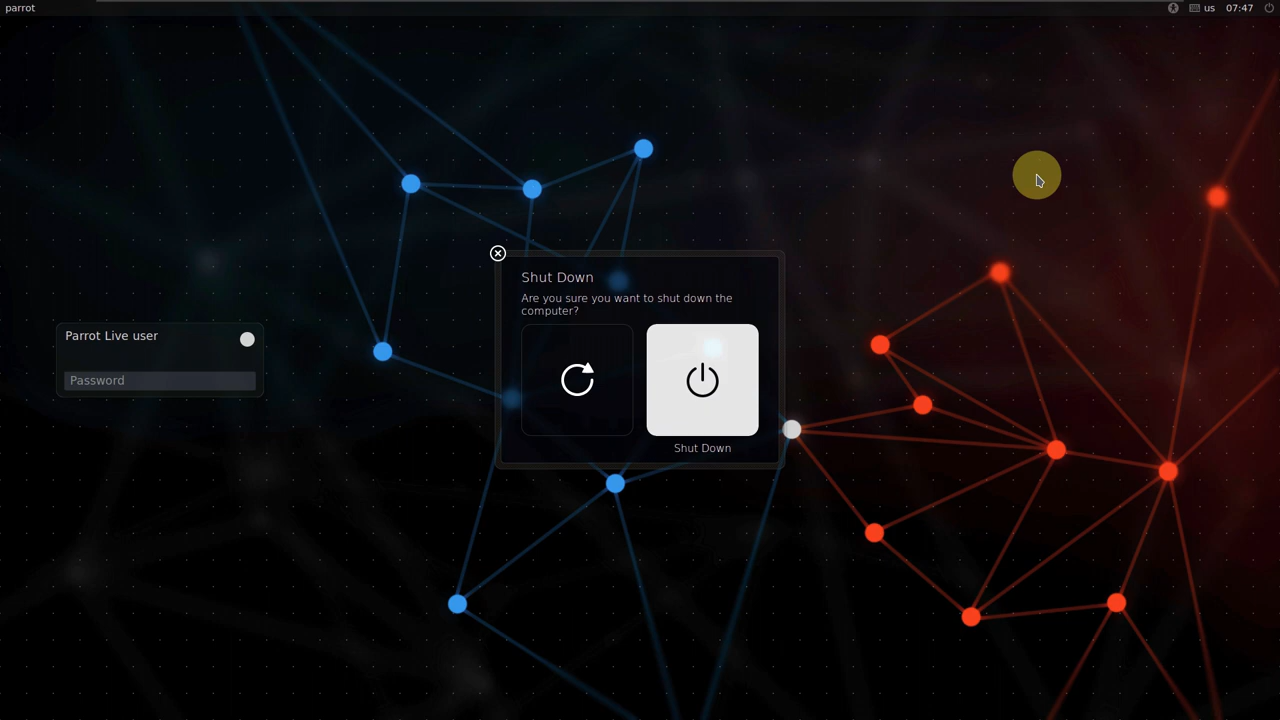 parrot
us 07:47
Shut Down
Are you sure you want to shut down the
computer?
Parrot Live user
Password
Shut Down